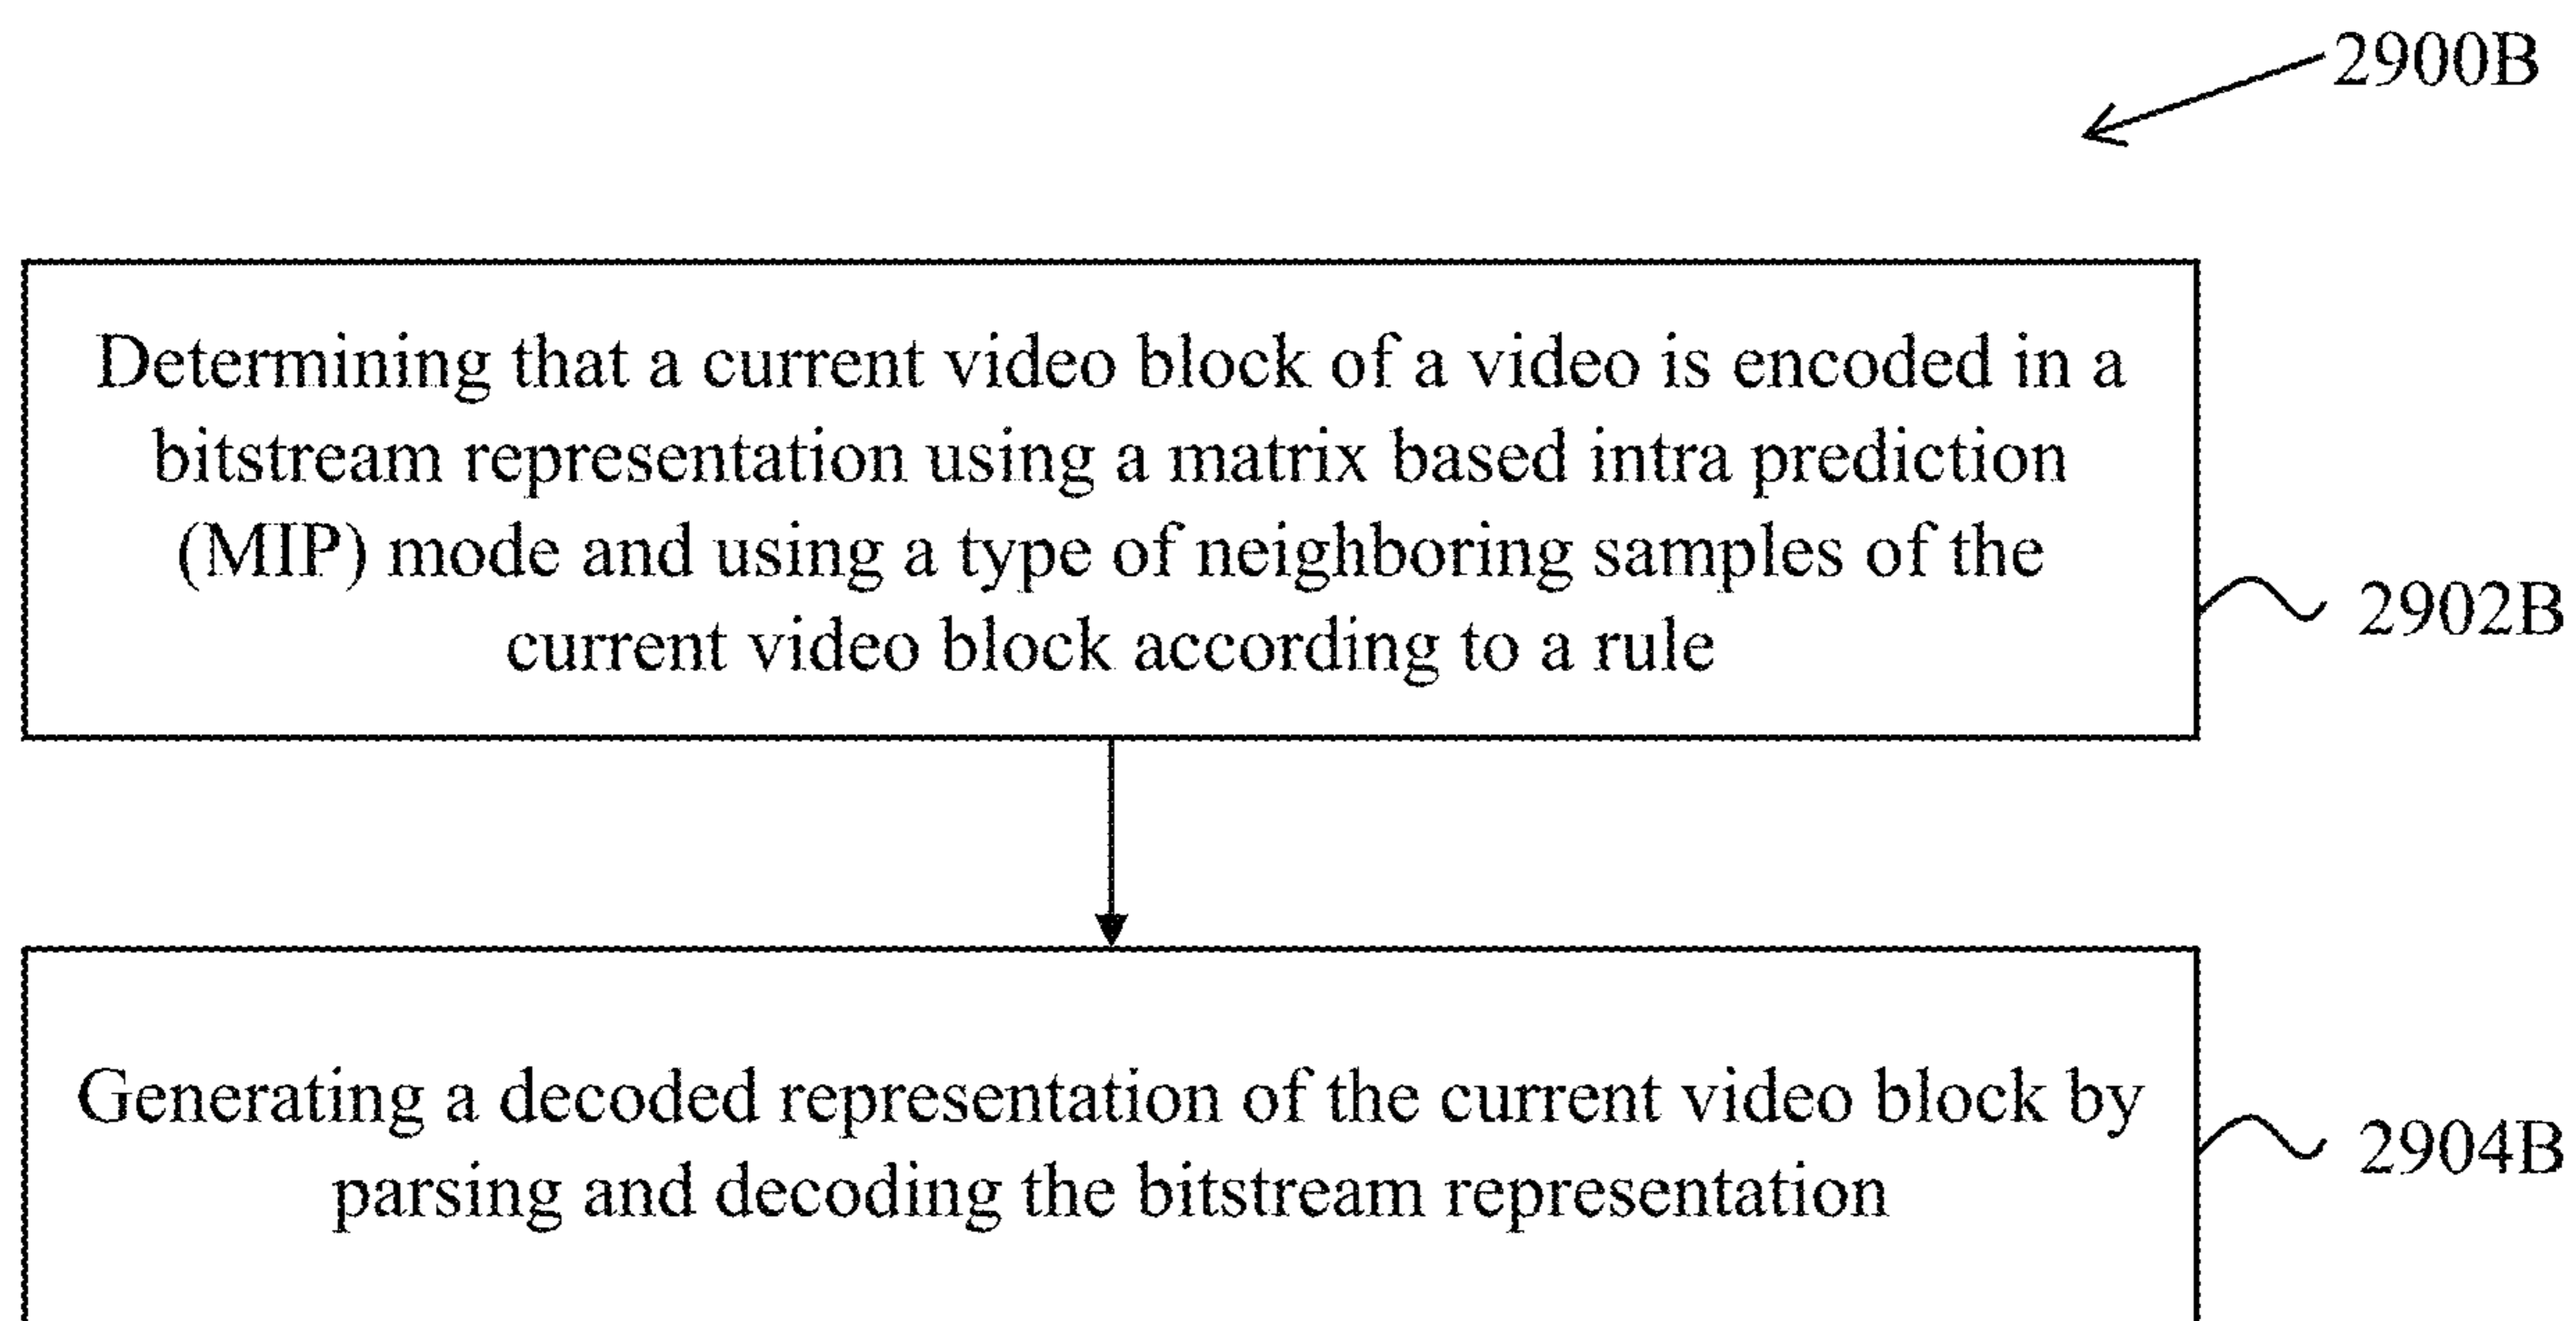 2900B
Determining that a current video block of a video is encoded in a
bitstream representation using a matrix based intra prediction
(MIP) mode and using a type of neighboring samples of the
current video block according to a rule
2902B
Generating a decoded representation of the current video block by
parsing and decoding the bitstream representation
2904B